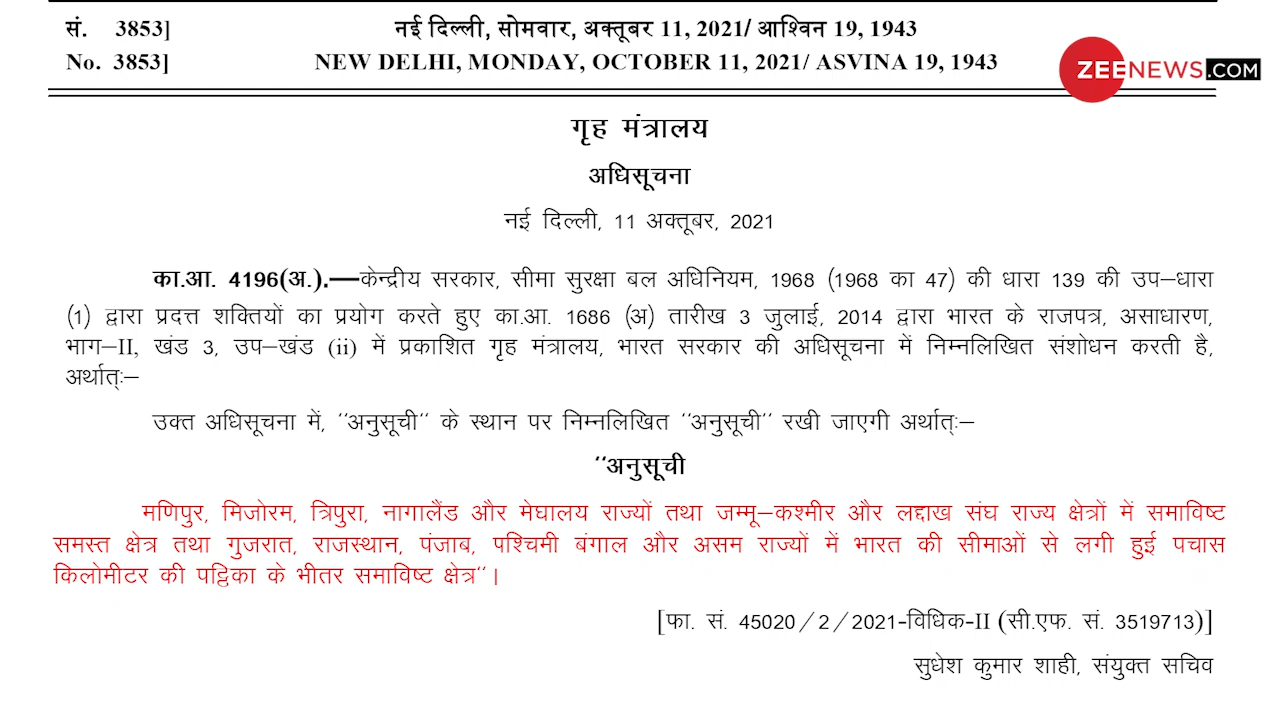 सं. 3853] नई दिल्ली, सोमवार, अक्तूबर 11, 2021/ आश्विन 19, 1943
No. 3853] NEW DELHI, MONDAY, OCTOBER 11, 2021/ ASVINA 19, 1943
ZEENEWS.COM
गृह मंत्रालय
अधिसूचना
नई दिल्ली, 11 अक्तूबर, 2021
का.आ. 4196(अ.).—केन्द्रीय सरकार, सीमा सुरक्षा बल अधिनियम, 1968 (1968 का 47) की धारा 139 की उप–धारा
(1) द्वारा प्रदत्त शक्तियों का प्रयोग करते हुए का.आ. 1686 (अ) तारीख 3 जुलाई, 2014 द्वारा भारत के राजपत्र, असाधारण,
भाग–II, खंड 3, उप–खंड (ii) में प्रकाशित गृह मंत्रालय, भारत सरकार की अधिसूचना में निम्नलिखित संशोधन करती है,
अर्थात्ः–
उक्त अधिसूचना में, ''अनुसूची'' के स्थान पर निम्नलिखित ''अनुसूची'' रखी जाएगी अर्थात्ः–
''अनुसूची
मणिपुर, मिजोरम, त्रिपुरा, नागालैंड और मेघालय राज्यों तथा जम्मू–कश्मीर और लद्दाख संघ राज्य क्षेत्रों में समाविष्ट
समस्त क्षेत्र तथा गुजरात, राजस्थान, पंजाब, पश्चिमी बंगाल और असम राज्यों में भारत की सीमाओं से लगी हुई पचास
किलोमीटर की पट्टिका के भीतर समाविष्ट क्षेत्र''।
[फा. सं. 45020/2/2021-विधिक-II (सी.एफ. सं. 3519713)]
सुधेश कुमार शाही, संयुक्त सचिव